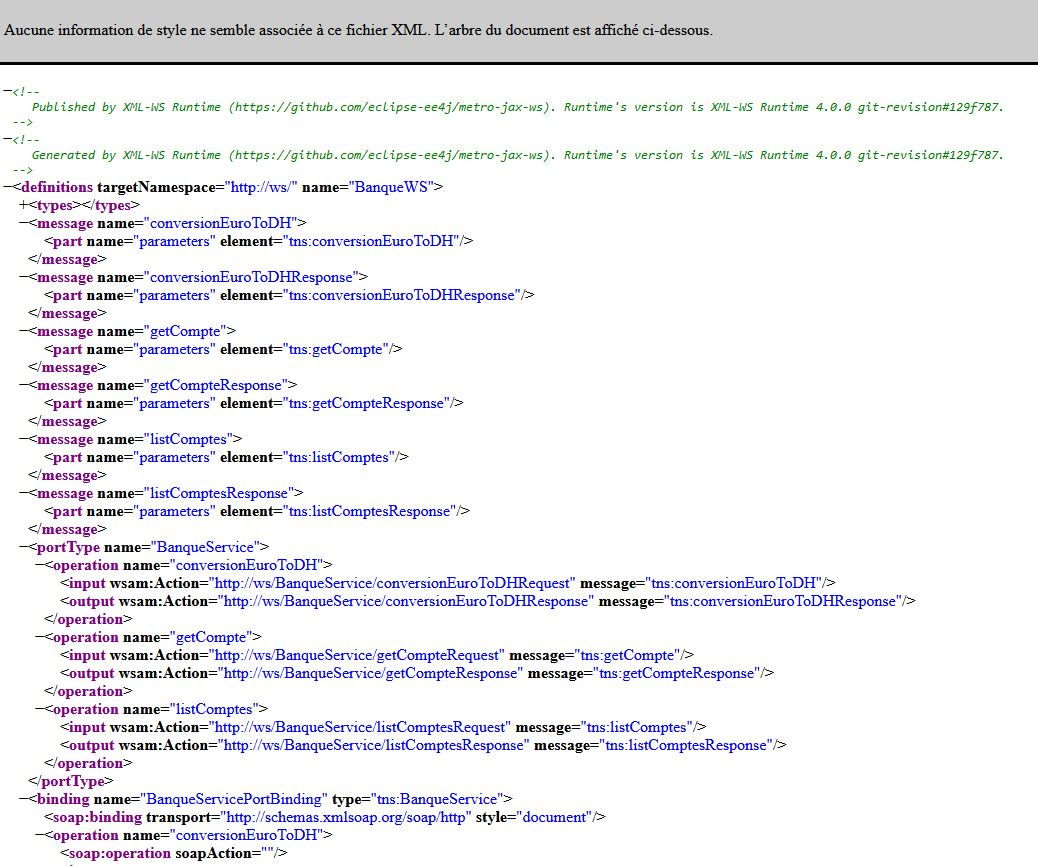 Aucune information de style ne semble associée à ce fichier XML. L’arbre du document est affiché ci-dessous.
−<!--
Published by XML-WS Runtime (https://github.com/eclipse-ee4j/metro-jax-ws). Runtime's version is XML-WS Runtime 4.0.0 git-revision#129f787.
-->
−<!--
Generated by XML-WS Runtime (https://github.com/eclipse-ee4j/metro-jax-ws). Runtime's version is XML-WS Runtime 4.0.0 git-revision#129f787.
-->
−<definitions targetNamespace="http://ws/" name="BanqueWS">
+<types></types>
−<message name="conversionEuroToDH">
<part name="parameters" element="tns:conversionEuroToDH"/>
</message>
−<message name="conversionEuroToDHResponse">
<part name="parameters" element="tns:conversionEuroToDHResponse"/>
</message>
−<message name="getCompte">
<part name="parameters" element="tns:getCompte"/>
</message>
−<message name="getCompteResponse">
<part name="parameters" element="tns:getCompteResponse"/>
</message>
−<message name="listComptes">
<part name="parameters" element="tns:listComptes"/>
</message>
−<message name="listComptesResponse">
<part name="parameters" element="tns:listComptesResponse"/>
</message>
−<portType name="BanqueService">
−<operation name="conversionEuroToDH">
<input wsam:Action="http://ws/BanqueService/conversionEuroToDHRequest" message="tns:conversionEuroToDH"/>
<output wsam:Action="http://ws/BanqueService/conversionEuroToDHResponse" message="tns:conversionEuroToDHResponse"/>
</operation>
−<operation name="getCompte">
<input wsam:Action="http://ws/BanqueService/getCompteRequest" message="tns:getCompte"/>
<output wsam:Action="http://ws/BanqueService/getCompteResponse" message="tns:getCompteResponse"/>
</operation>
−<operation name="listComptes">
<input wsam:Action="http://ws/BanqueService/listComptesRequest" message="tns:listComptes"/>
<output wsam:Action="http://ws/BanqueService/listComptesResponse" message="tns:listComptesResponse"/>
</operation>
</portType>
−<binding name="BanqueServicePortBinding" type="tns:BanqueService">
<soap:binding transport="http://schemas.xmlsoap.org/soap/http" style="document"/>
−<operation name="conversionEuroToDH">
<soap:operation soapAction=""/>